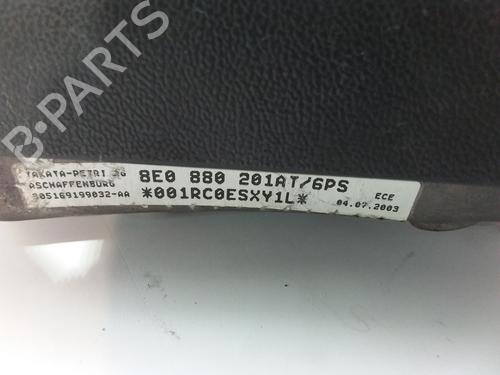 B-PARTS
TAKATA-PETRI AG
ASCHAFFENBURG
305169199032-AA
8E0 880 201AT/6PS
*001RC0ESXY1L*
ECE
04.07.2003